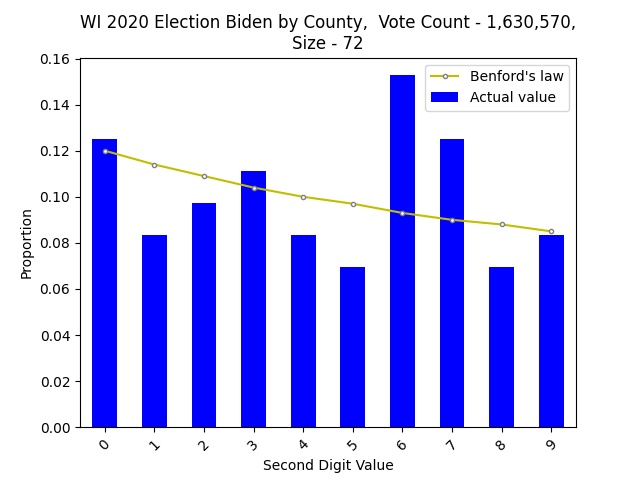 WI 2020 Election Biden by County,  Vote Count - 1,630,570,
Size - 72
Benford's law
Actual value
Proportion
0.16
0.14
0.12
0.10
0.08
0.06
0.04
0.02
0.00
0 1 2 3 4 5 6 7 8 9
Second Digit Value